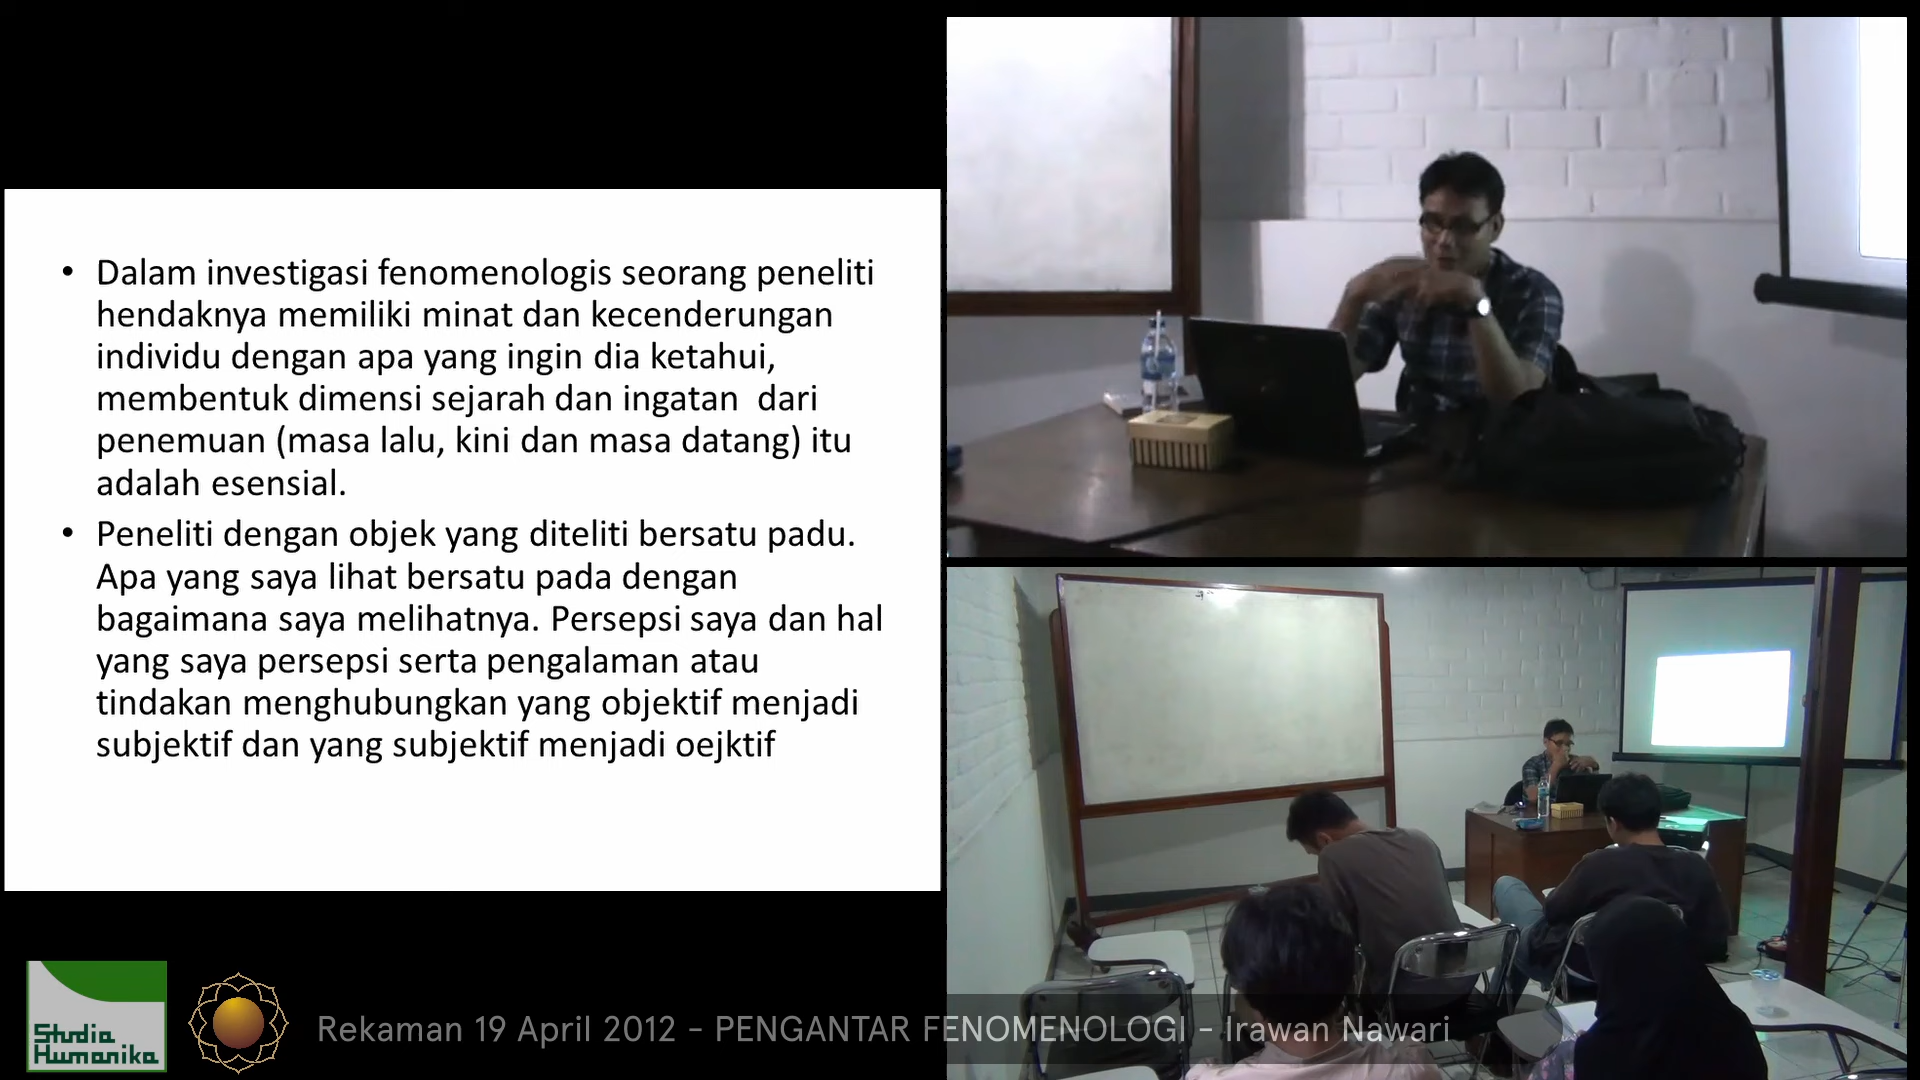 • Dalam investigasi fenomenologis seorang peneliti
hendaknya memiliki minat dan kecenderungan
individu dengan apa yang ingin dia ketahui,
membentuk dimensi sejarah dan ingatan  dari
penemuan (masa lalu, kini dan masa datang) itu
adalah esensial.
• Peneliti dengan objek yang diteliti bersatu padu.
Apa yang saya lihat bersatu pada dengan
bagaimana saya melihatnya. Persepsi saya dan hal
yang saya persepsi serta pengalaman atau
tindakan menghubungkan yang objektif menjadi
subjektif dan yang subjektif menjadi oejktif
Studia
Humanika
Rekaman 19 April 2012 - PENGANTAR FENOMENOLOGI - Irawan Nawari